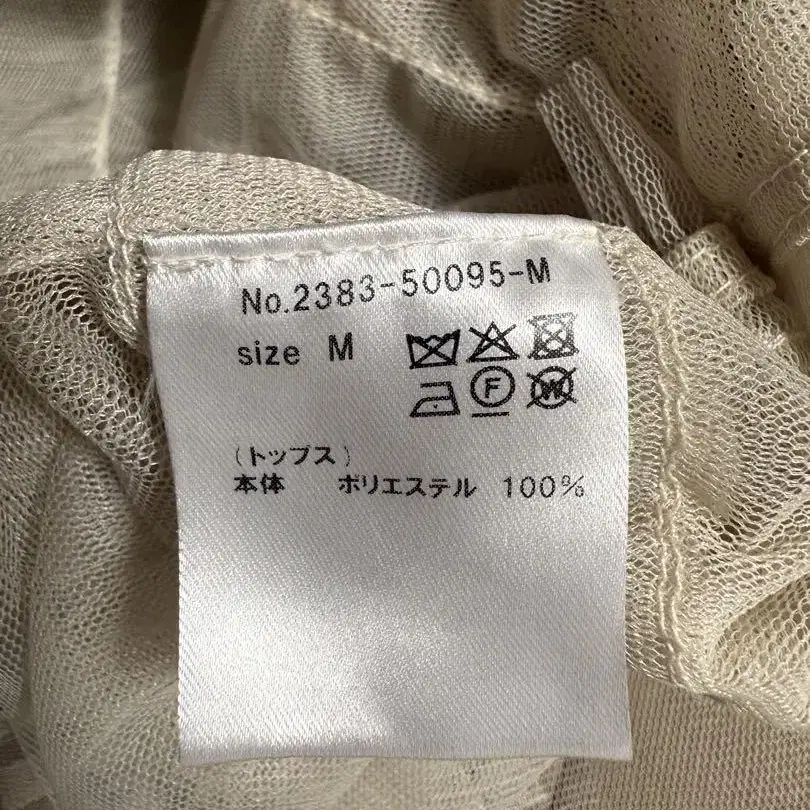 No.2383-50095-M
size M
F W
(トップス)
本体 ポリエステル 100%